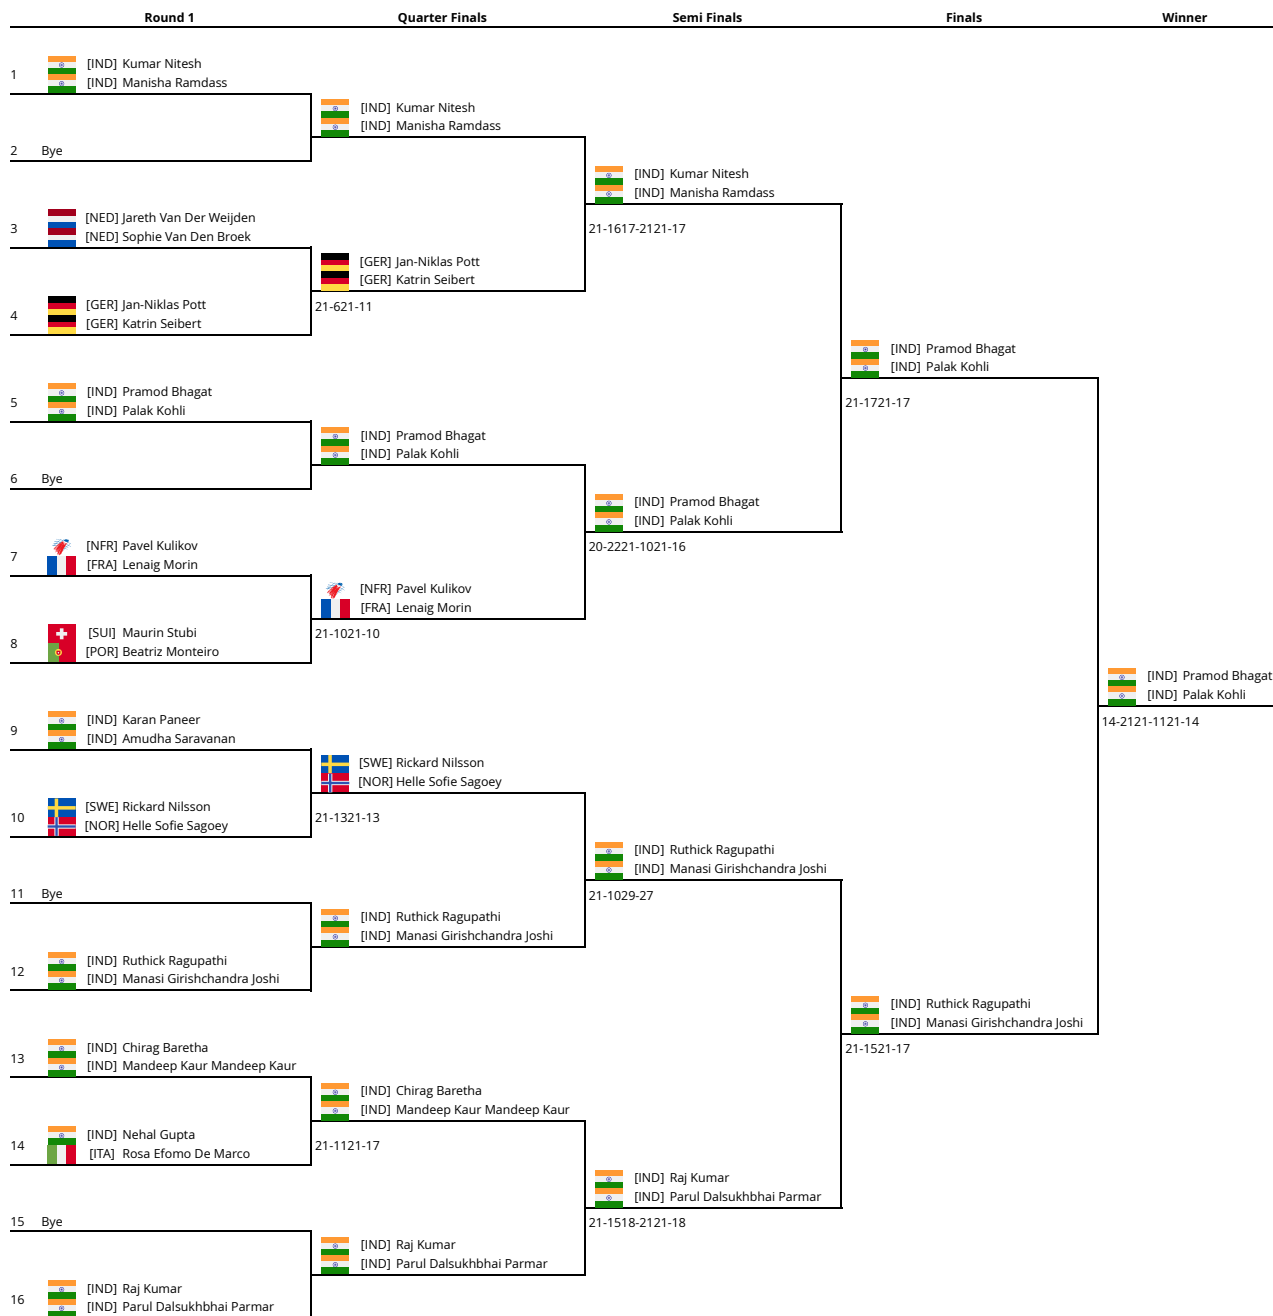 Round 1 Quarter Finals Semi Finals Finals Winner
[IND] Kumar Nitesh
1
[IND] Manisha Ramdass
[IND] Kumar Nitesh
[IND] Manisha Ramdass
2 Bye
[IND] Kumar Nitesh
[IND] Manisha Ramdass
[NED] Jareth Van Der Weijden
3 21-1617-2121-17
[NED] Sophie Van Den Broek
[GER] Jan-Niklas Pott
[GER] Katrin Seibert
[GER] Jan-Niklas Pott 21-621-11
4
[GER] Katrin Seibert
[IND] Pramod Bhagat
[IND] Palak Kohli
[IND] Pramod Bhagat
5 21-1721-17
[IND] Palak Kohli
[IND] Pramod Bhagat
[IND] Palak Kohli
6 Bye
[IND] Pramod Bhagat
[IND] Palak Kohli
[NFR] Pavel Kulikov 20-2221-1021-16
7
[FRA] Lenaig Morin
[NFR] Pavel Kulikov
[FRA] Lenaig Morin
[SUI] Maurin Stubi 21-1021-10
8
[POR] Beatriz Monteiro
[IND] Pramod Bhagat
[IND] Palak Kohli
[IND] Karan Paneer 14-2121-1121-14
9
[IND] Amudha Saravanan
[SWE] Rickard Nilsson
[NOR] Helle Sofie Sagoey
[SWE] Rickard Nilsson
10 21-1321-13
[NOR] Helle Sofie Sagoey
[IND] Ruthick Ragupathi
[IND] Manasi Girishchandra Joshi
11 Bye 21-1029-27
[IND] Ruthick Ragupathi
[IND] Manasi Girishchandra Joshi
[IND] Ruthick Ragupathi
12
[IND] Manasi Girishchandra Joshi
[IND] Ruthick Ragupathi
[IND] Manasi Girishchandra Joshi
[IND] Chirag Baretha 21-1521-17
13
[IND] Mandeep Kaur Mandeep Kaur
[IND] Chirag Baretha
[IND] Mandeep Kaur Mandeep Kaur
[IND] Nehal Gupta
14 21-1121-17
[ITA] Rosa Efomo De Marco
[IND] Raj Kumar
[IND] Parul Dalsukhbhai Parmar
15 Bye 21-1518-2121-18
[IND] Raj Kumar
[IND] Parul Dalsukhbhai Parmar
[IND] Raj Kumar
16
[IND] Parul Dalsukhbhai Parmar